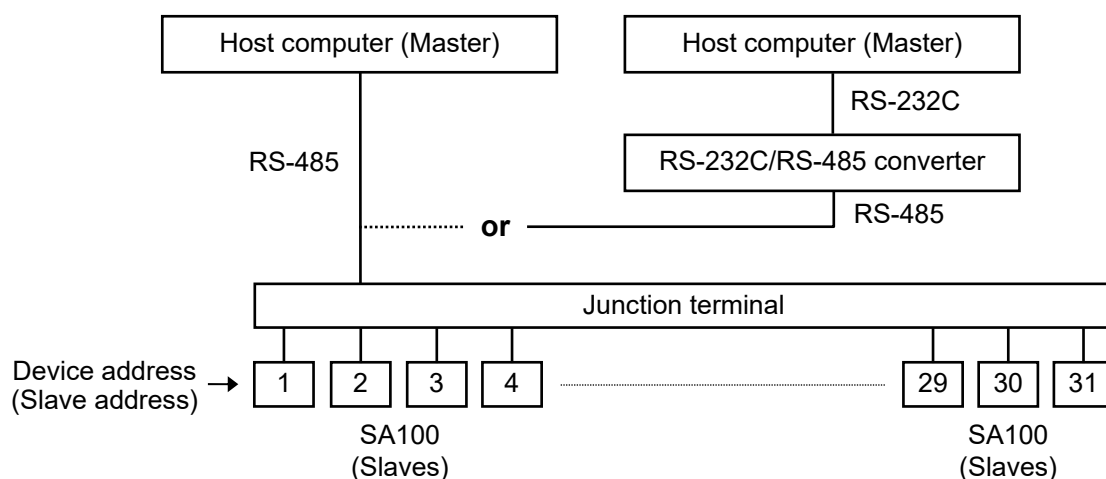 Host computer (Master)
Host computer (Master)
RS-232C
RS-485
RS-232C/RS-485 converter
RS-485
or
Junction terminal
Device address
(Slave address)
1 2 3 4 29 30 31
SA100
(Slaves)
SA100
(Slaves)